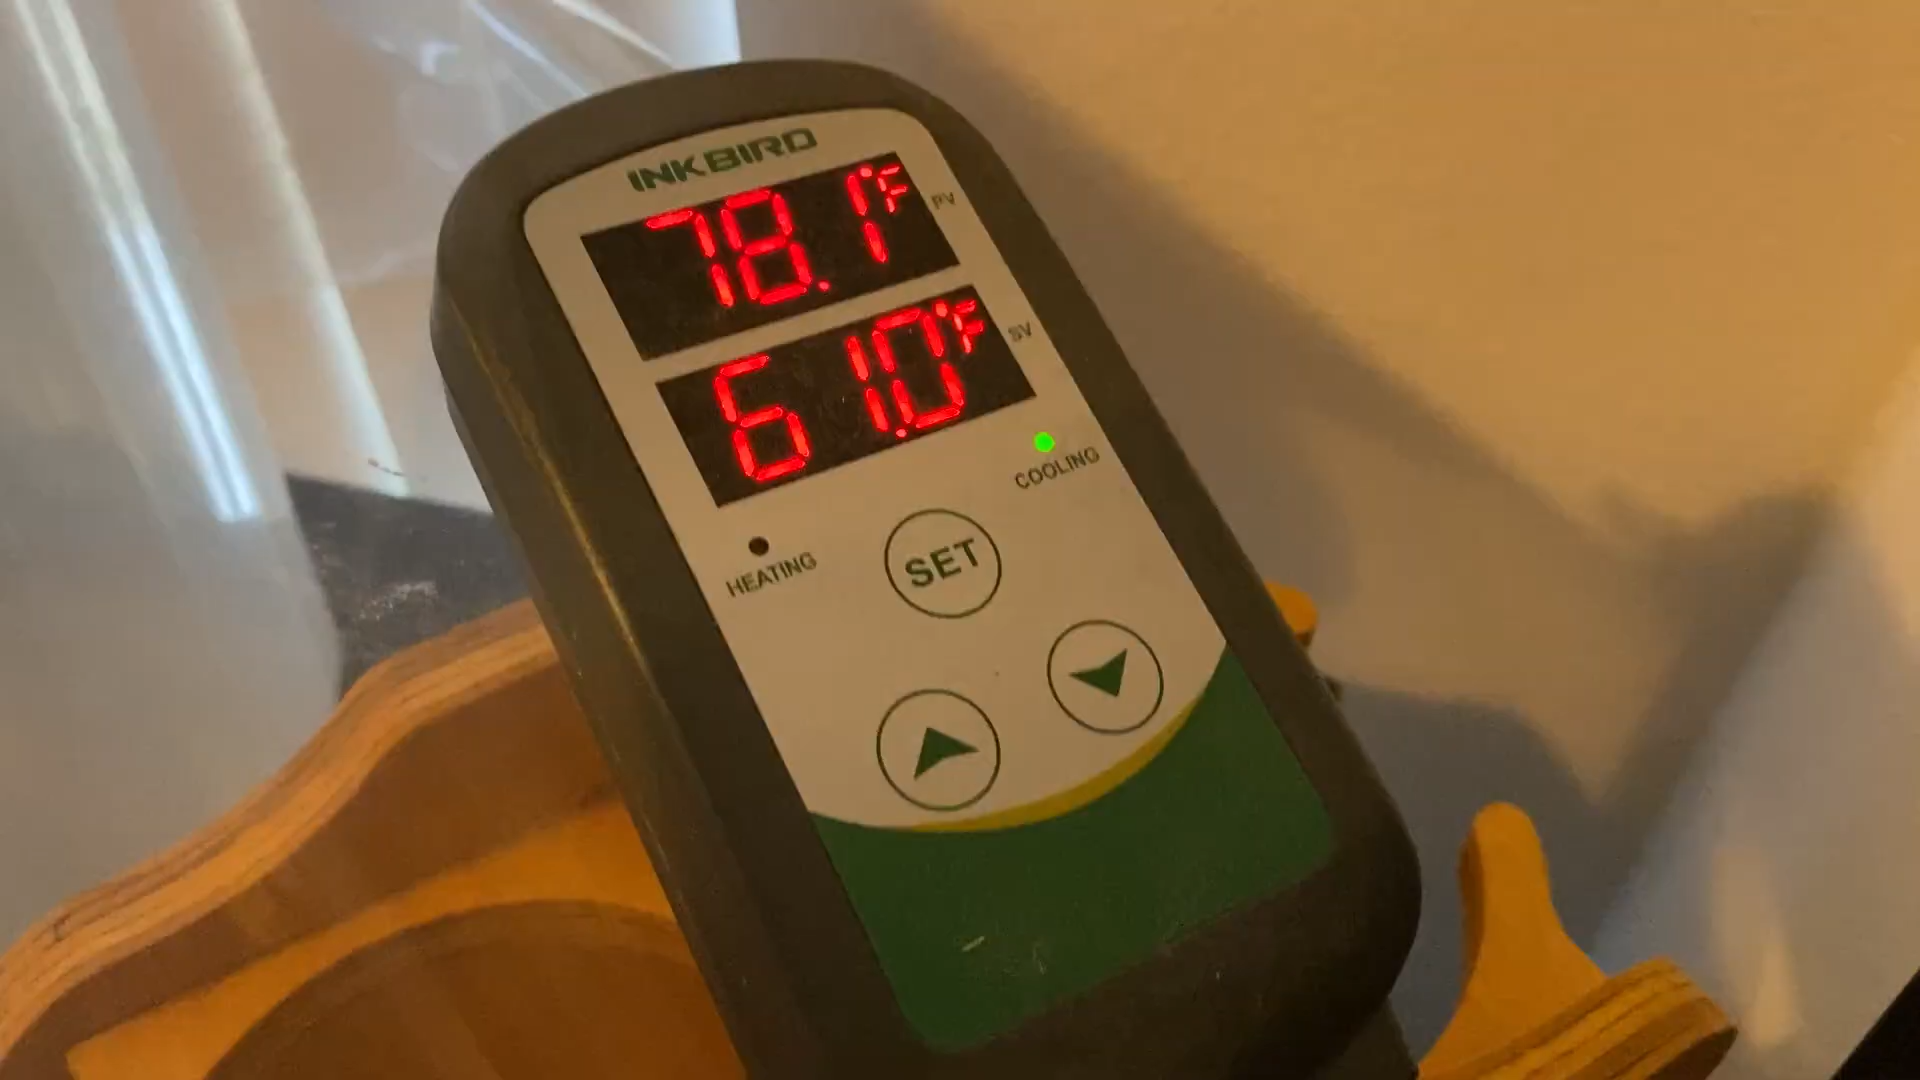 INKBIRD
78.1°F PV
61.0°F SV
COOLING
HEATING
SET